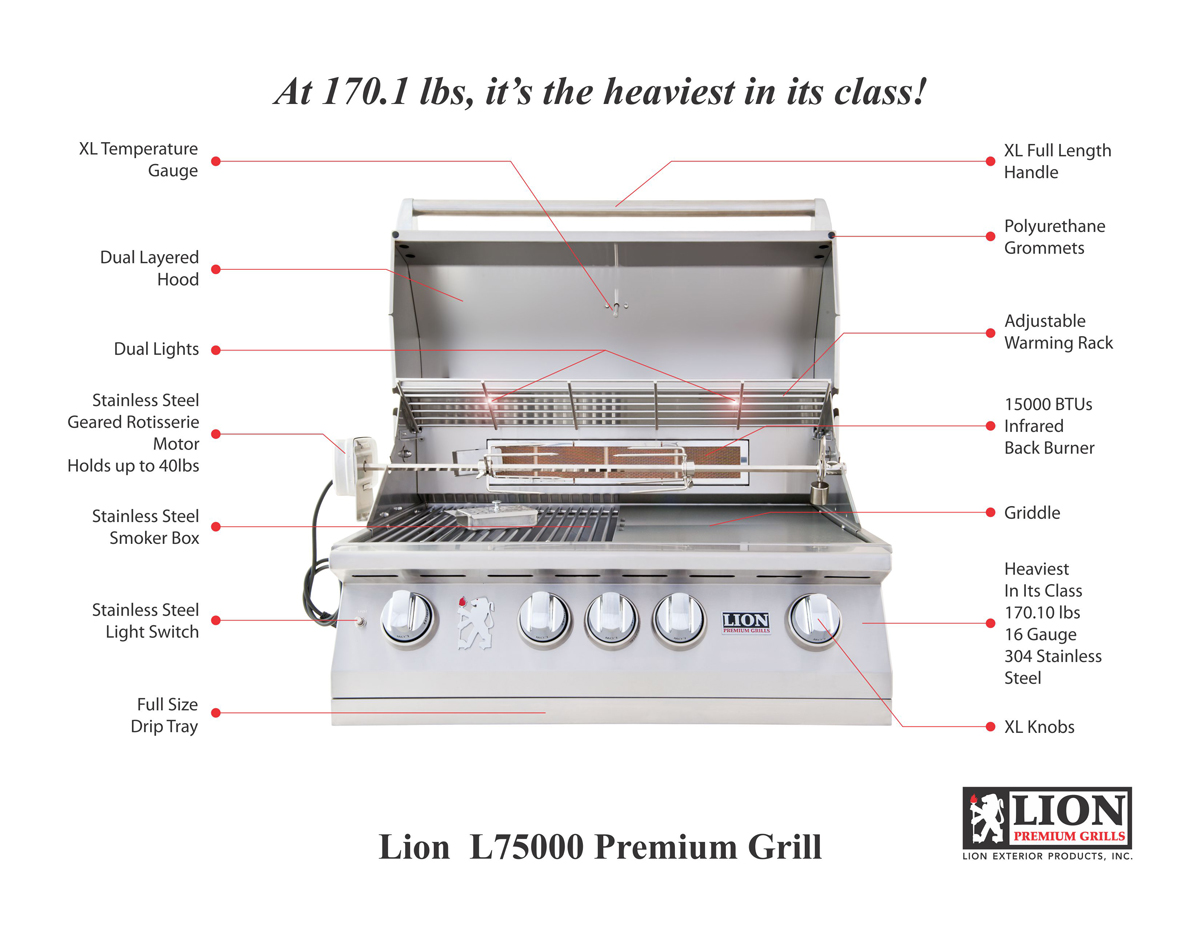 At 170.1 lbs, it's the heaviest in its class!
XL Temperature
Gauge
Dual Layered
Hood
Dual Lights
Stainless Steel
Geared Rotisserie
Motor
Holds up to 40lbs
Stainless Steel
Smoker Box
Stainless Steel
Light Switch
Full Size
Drip Tray
XL Full Length
Handle
Polyurethane
Grommets
Adjustable
Warming Rack
15000 BTUs
Infrared
Back Burner
Griddle
Heaviest
In Its Class
170.10 lbs
16 Gauge
304 Stainless
Steel
XL Knobs
LION
PREMIUM GRILLS
Lion L75000 Premium Grill
LION
PREMIUM GRILLS
LION EXTERIOR PRODUCTS, INC.